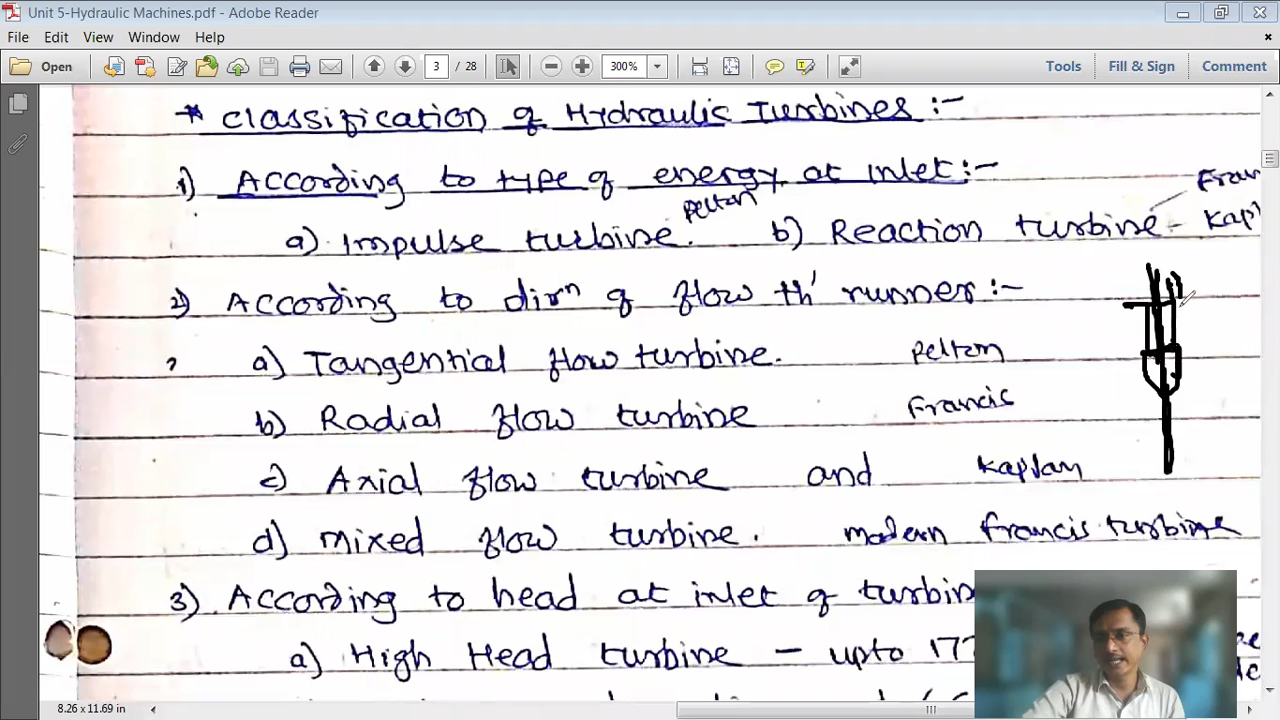 Unit 5-Hydraulic Machines.pdf - Adobe Reader
File Edit View Window Help
Open 3 / 28 300% Tools Fill & Sign Comment
* Classification of Hydraulic Turbines :-
1) According to type of energy at inlet :-
a) Impulse turbine. Pelton b) Reaction turbine - Fran Kapl
2) According to dirn of flow th' runner :-
a) Tangential flow turbine. Pelton
b) Radial flow turbine Francis
c) Axial flow turbine and Kaplan
d) Mixed flow turbine. modern Francis turbine
3) According to head at inlet of turbin
a) High Head turbine - upto 177
8.26 x 11.69 in